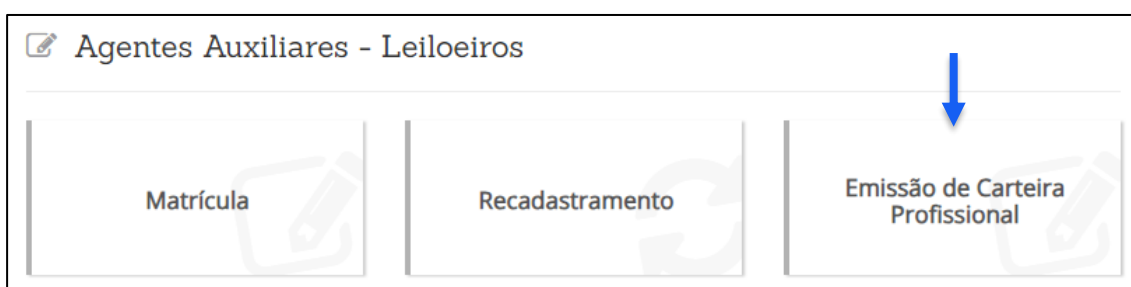 Agentes Auxiliares - Leiloeiros
Matrícula
Recadastramento
Emissão de Carteira
Profissional